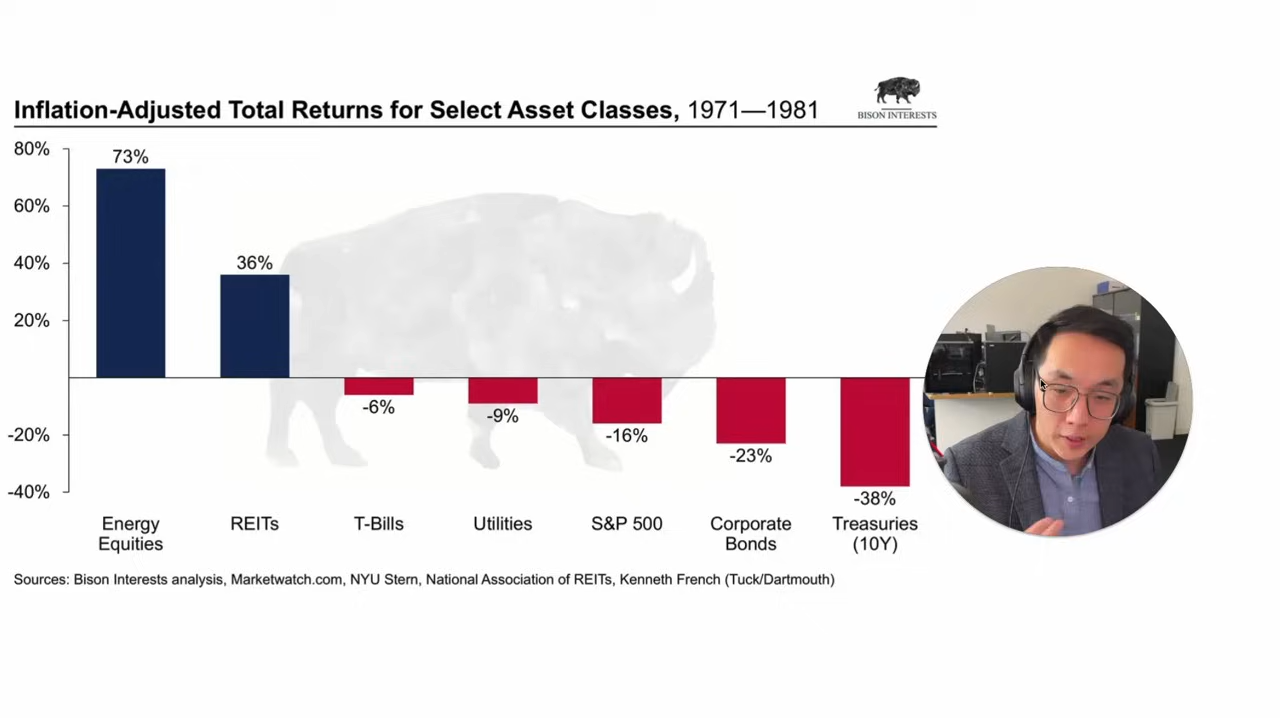 Inflation-Adjusted Total Returns for Select Asset Classes, 1971—1981
BISON INTERESTS
80%
60%
40%
20%
-20%
-40%
73%
36%
-6%
-9%
-16%
-23%
-38%
Energy
Equities
REITs
T-Bills
Utilities
S&P 500
Corporate
Bonds
Treasuries
(10Y)
Sources: Bison Interests analysis, Marketwatch.com, NYU Stern, National Association of REITs, Kenneth French (Tuck/Dartmouth)